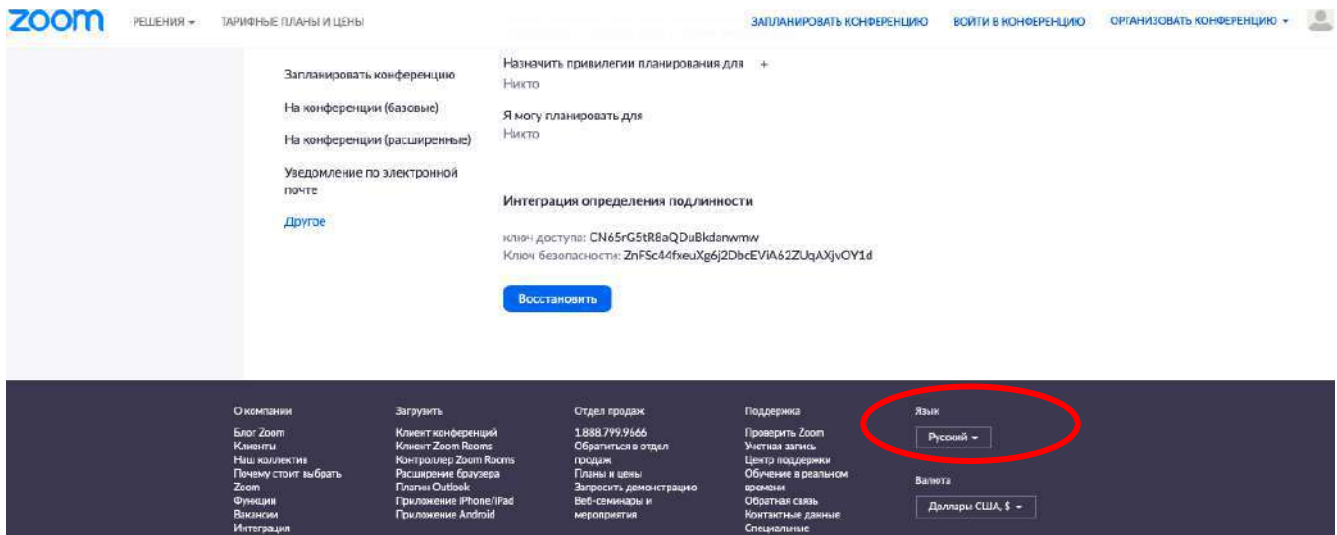 zoom РЕШЕНИЯ ТАРИФНЫЕ ПЛАНЫ И ЦЕНЫ ЗАПЛАНИРОВАТЬ КОНФЕРЕНЦИЮ ВОЙТИ В КОНФЕРЕНЦИЮ ОРГАНИЗОВАТЬ КОНФЕРЕНЦИЮ
Запланировать конференцию
На конференции (базовые)
На конференции (расширенные)
Уведомление по электронной
почте
Другое
Назначить привилегии планирования для +
Никто
Я могу планировать для
Никто
Интеграция определения подлинности
ключ доступа: CN65rG5tR8aQDuBkdanwmw
Ключ безопасности: ZnFSc44fxeuXg6j2DbcEViA62ZUqAXjvOY1d
Восстановить
О компании
Блог Zoom
Клиенты
Наш коллектив
Почему стоит выбрать
Zoom
Функции
Вакансии
Интеграция
Загрузить
Клиент конференций
Клиент Zoom Rooms
Контроллер Zoom Rooms
Расширение браузера
Плагин Outlook
Приложение iPhone/iPad
Приложение Android
Отдел продаж
1.888.799.9666
Обратиться в отдел
продаж
Планы и цены
Запросить демонстрацию
Веб-семинары и
мероприятия
Поддержка
Проверить Zoom
Учетная запись
Центр поддержки
Обучение в реальном
времени
Обратная связь
Контактные данные
Специальные
Язык
Русский
Валюта
Доллары США, $